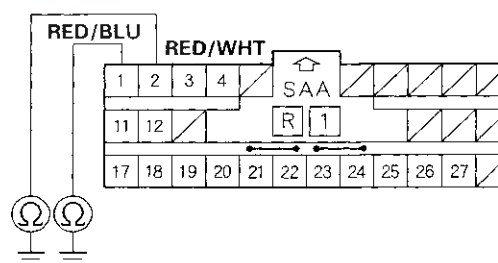 RED/BLU
RED/WHT
1 2 3 4
SAA
11 12 R 1
17 18 19 20 21 22 23 24 25 26 27
Ω Ω